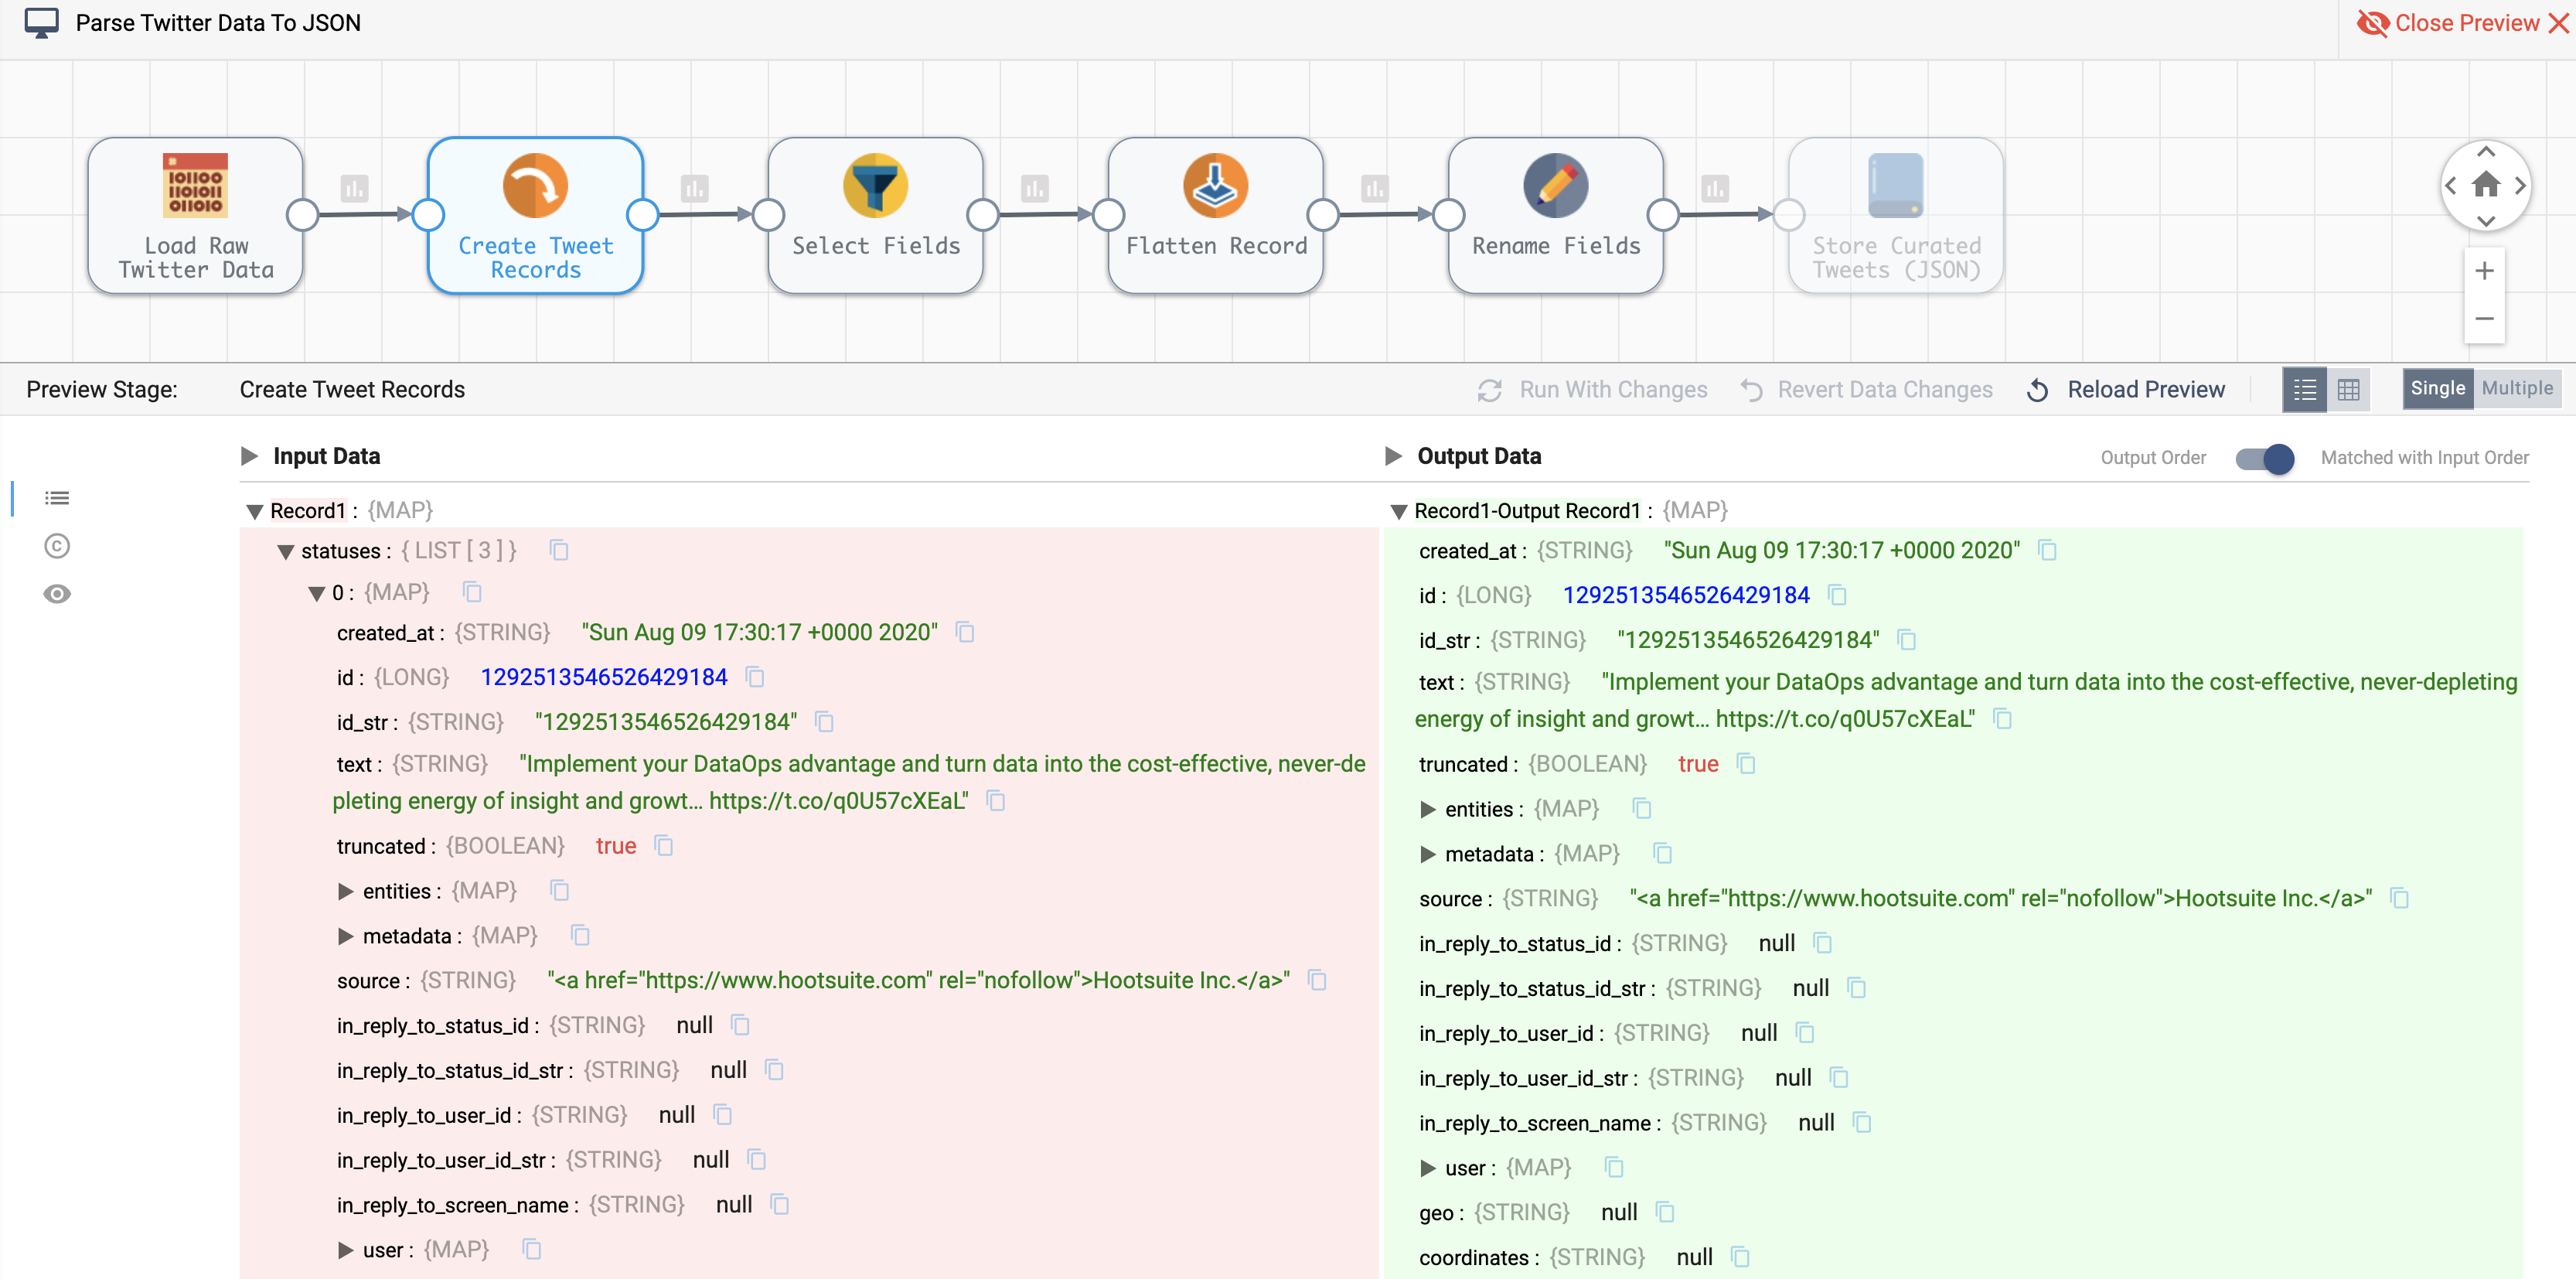 Parse Twitter Data To JSON
Close Preview
101100
1101011
011010
Load Raw
Twitter Data
Create Tweet
Records
Select Fields
Flatten Record
Rename Fields
Store Curated
Tweets (JSON)
Preview Stage: Create Tweet Records
Run With Changes Revert Data Changes Reload Preview Single Multiple
Input Data
Record1 : {MAP}
statuses : { LIST [ 3 ] }
0 : {MAP}
created_at : {STRING} "Sun Aug 09 17:30:17 +0000 2020"
id : {LONG} 1292513546526429184
id_str : {STRING} "1292513546526429184"
text : {STRING} "Implement your DataOps advantage and turn data into the cost-effective, never-de
pleting energy of insight and growt… https://t.co/q0U57cXEaL"
truncated : {BOOLEAN} true
entities : {MAP}
metadata : {MAP}
source : {STRING} "<a href="https://www.hootsuite.com" rel="nofollow">Hootsuite Inc.</a>"
in_reply_to_status_id : {STRING} null
in_reply_to_status_id_str : {STRING} null
in_reply_to_user_id : {STRING} null
in_reply_to_user_id_str : {STRING} null
in_reply_to_screen_name : {STRING} null
user : {MAP}
Output Data
Output Order Matched with Input Order
Record1-Output Record1 : {MAP}
created_at : {STRING} "Sun Aug 09 17:30:17 +0000 2020"
id : {LONG} 1292513546526429184
id_str : {STRING} "1292513546526429184"
text : {STRING} "Implement your DataOps advantage and turn data into the cost-effective, never-depleting
energy of insight and growt… https://t.co/q0U57cXEaL"
truncated : {BOOLEAN} true
entities : {MAP}
metadata : {MAP}
source : {STRING} "<a href="https://www.hootsuite.com" rel="nofollow">Hootsuite Inc.</a>"
in_reply_to_status_id : {STRING} null
in_reply_to_status_id_str : {STRING} null
in_reply_to_user_id : {STRING} null
in_reply_to_user_id_str : {STRING} null
in_reply_to_screen_name : {STRING} null
user : {MAP}
geo : {STRING} null
coordinates : {STRING} null